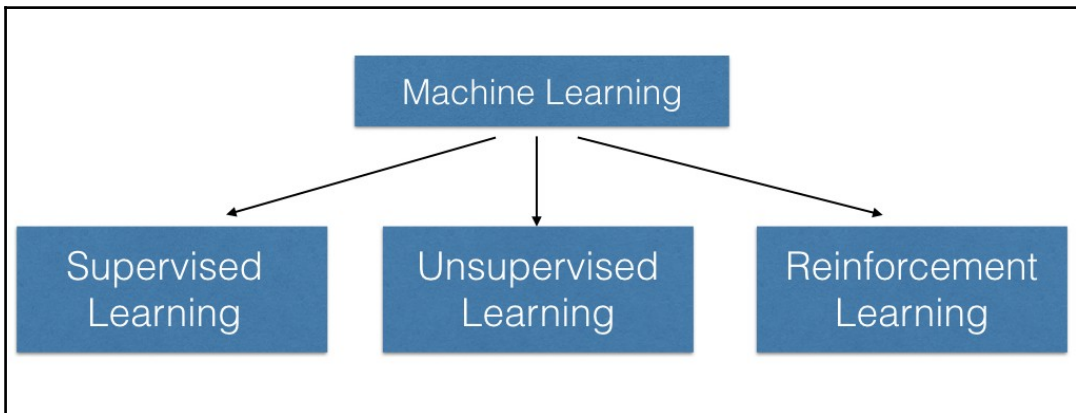 Machine Learning
Supervised
Learning
Unsupervised
Learning
Reinforcement
Learning